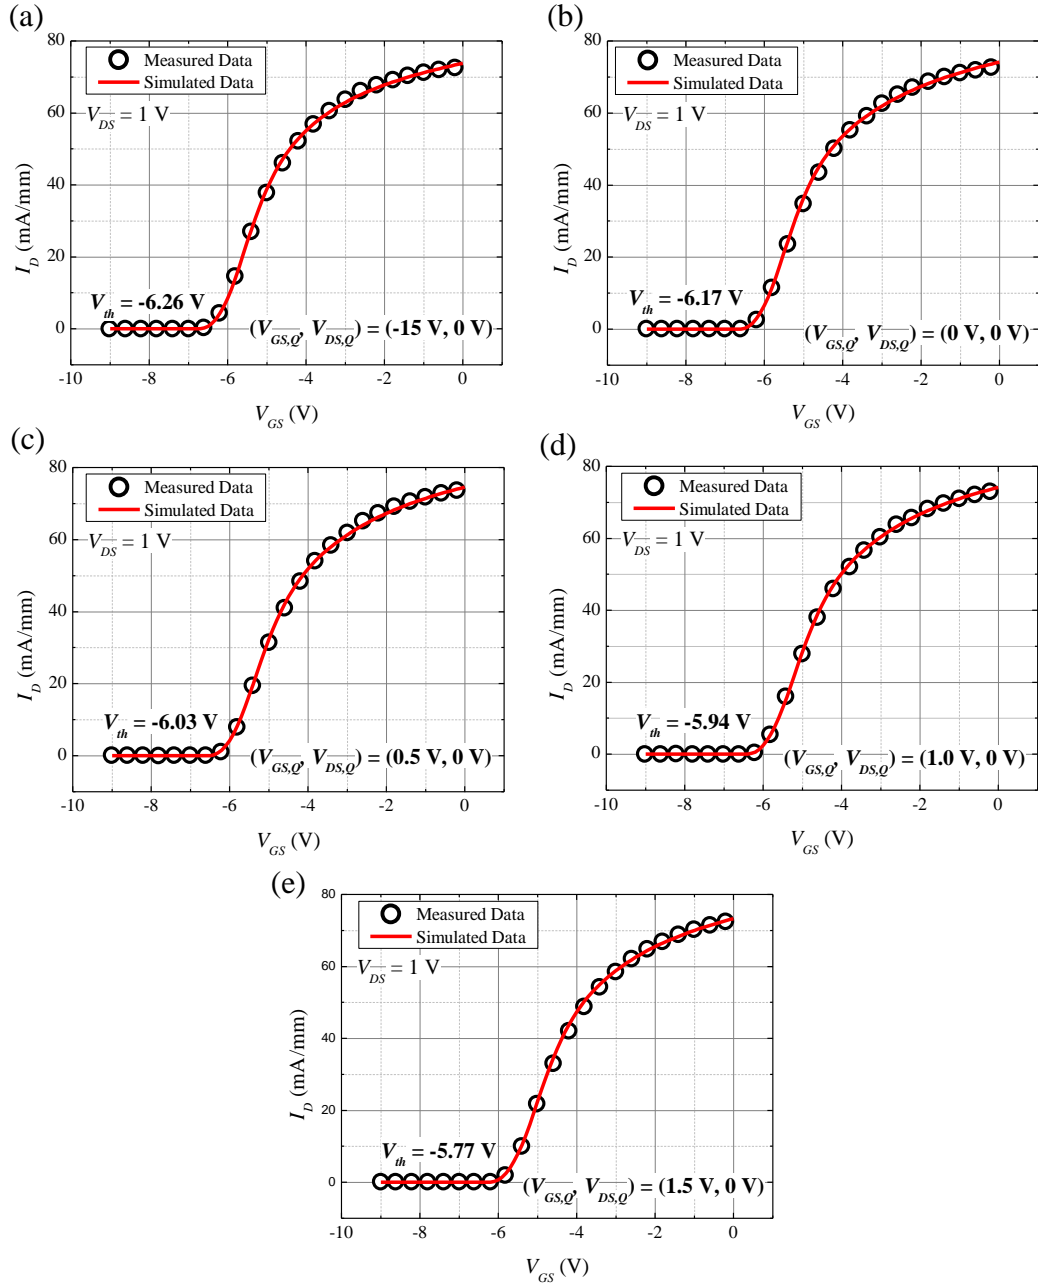 (a)
80
60
40
20
0
I_D (mA/mm)
Measured Data
Simulated Data
V_DS = 1 V
V_th = -6.26 V
(V_GS,Q, V_DS,Q) = (-15 V, 0 V)
-10 -8 -6 -4 -2 0
V_GS (V)
(b)
80
60
40
20
0
I_D (mA/mm)
Measured Data
Simulated Data
V_DS = 1 V
V_th = -6.17 V
(V_GS,Q, V_DS,Q) = (0 V, 0 V)
-10 -8 -6 -4 -2 0
V_GS (V)
(c)
80
60
40
20
0
I_D (mA/mm)
Measured Data
Simulated Data
V_DS = 1 V
V_th = -6.03 V
(V_GS,Q, V_DS,Q) = (0.5 V, 0 V)
-10 -8 -6 -4 -2 0
V_GS (V)
(d)
80
60
40
20
0
I_D (mA/mm)
Measured Data
Simulated Data
V_DS = 1 V
V_th = -5.94 V
(V_GS,Q, V_DS,Q) = (1.0 V, 0 V)
-10 -8 -6 -4 -2 0
V_GS (V)
(e)
80
60
40
20
0
I_D (mA/mm)
Measured Data
Simulated Data
V_DS = 1 V
V_th = -5.77 V
(V_GS,Q, V_DS,Q) = (1.5 V, 0 V)
-10 -8 -6 -4 -2 0
V_GS (V)